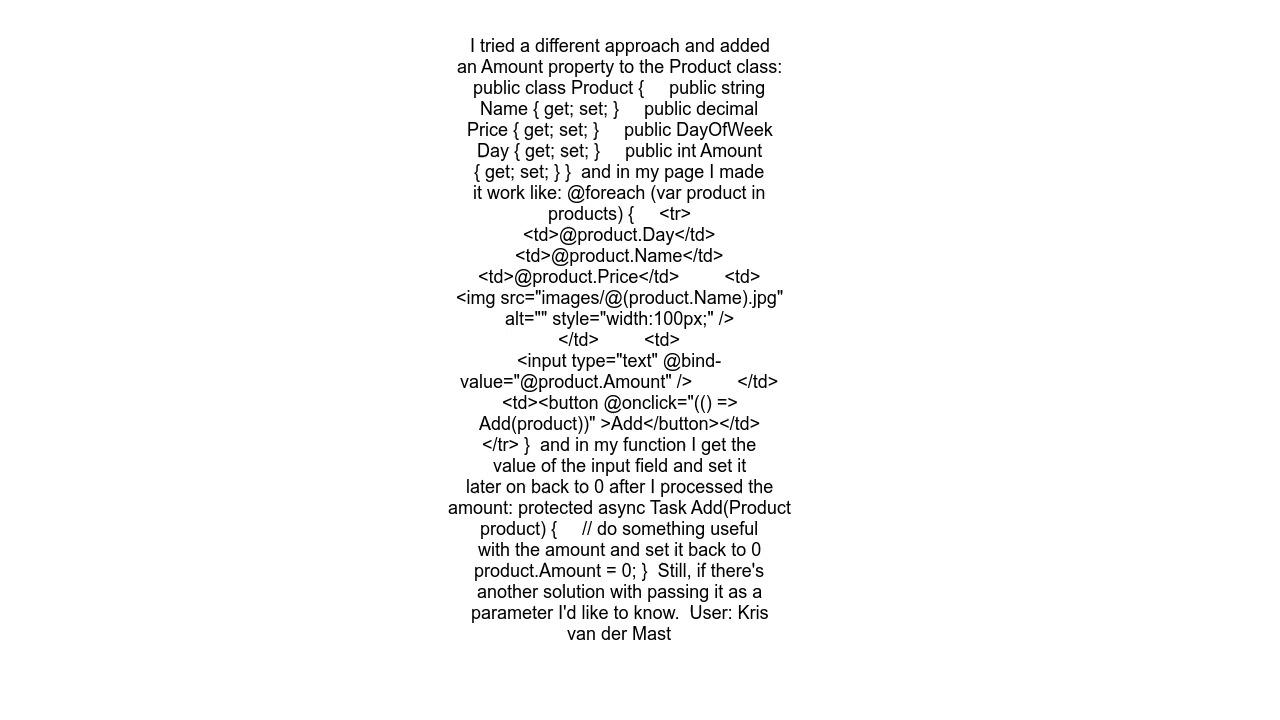 I tried a different approach and added
an Amount property to the Product class:
public class Product {     public string
Name { get; set; }     public decimal
Price { get; set; }     public DayOfWeek
Day { get; set; }     public int Amount
{ get; set; } }  and in my page I made
it work like: @foreach (var product in
products) {     <tr>
<td>@product.Day</td>
<td>@product.Name</td>
<td>@product.Price</td>         <td>
<img src="images/@(product.Name).jpg"
alt="" style="width:100px;" />
</td>         <td>
<input type="text" @bind-
value="@product.Amount" />         </td>
<td><button @onclick="(() =>
Add(product))" >Add</button></td>
</tr> }  and in my function I get the
value of the input field and set it
later on back to 0 after I processed the
amount: protected async Task Add(Product
product) {     // do something useful
with the amount and set it back to 0
product.Amount = 0; }  Still, if there's
another solution with passing it as a
parameter I'd like to know.  User: Kris
van der Mast